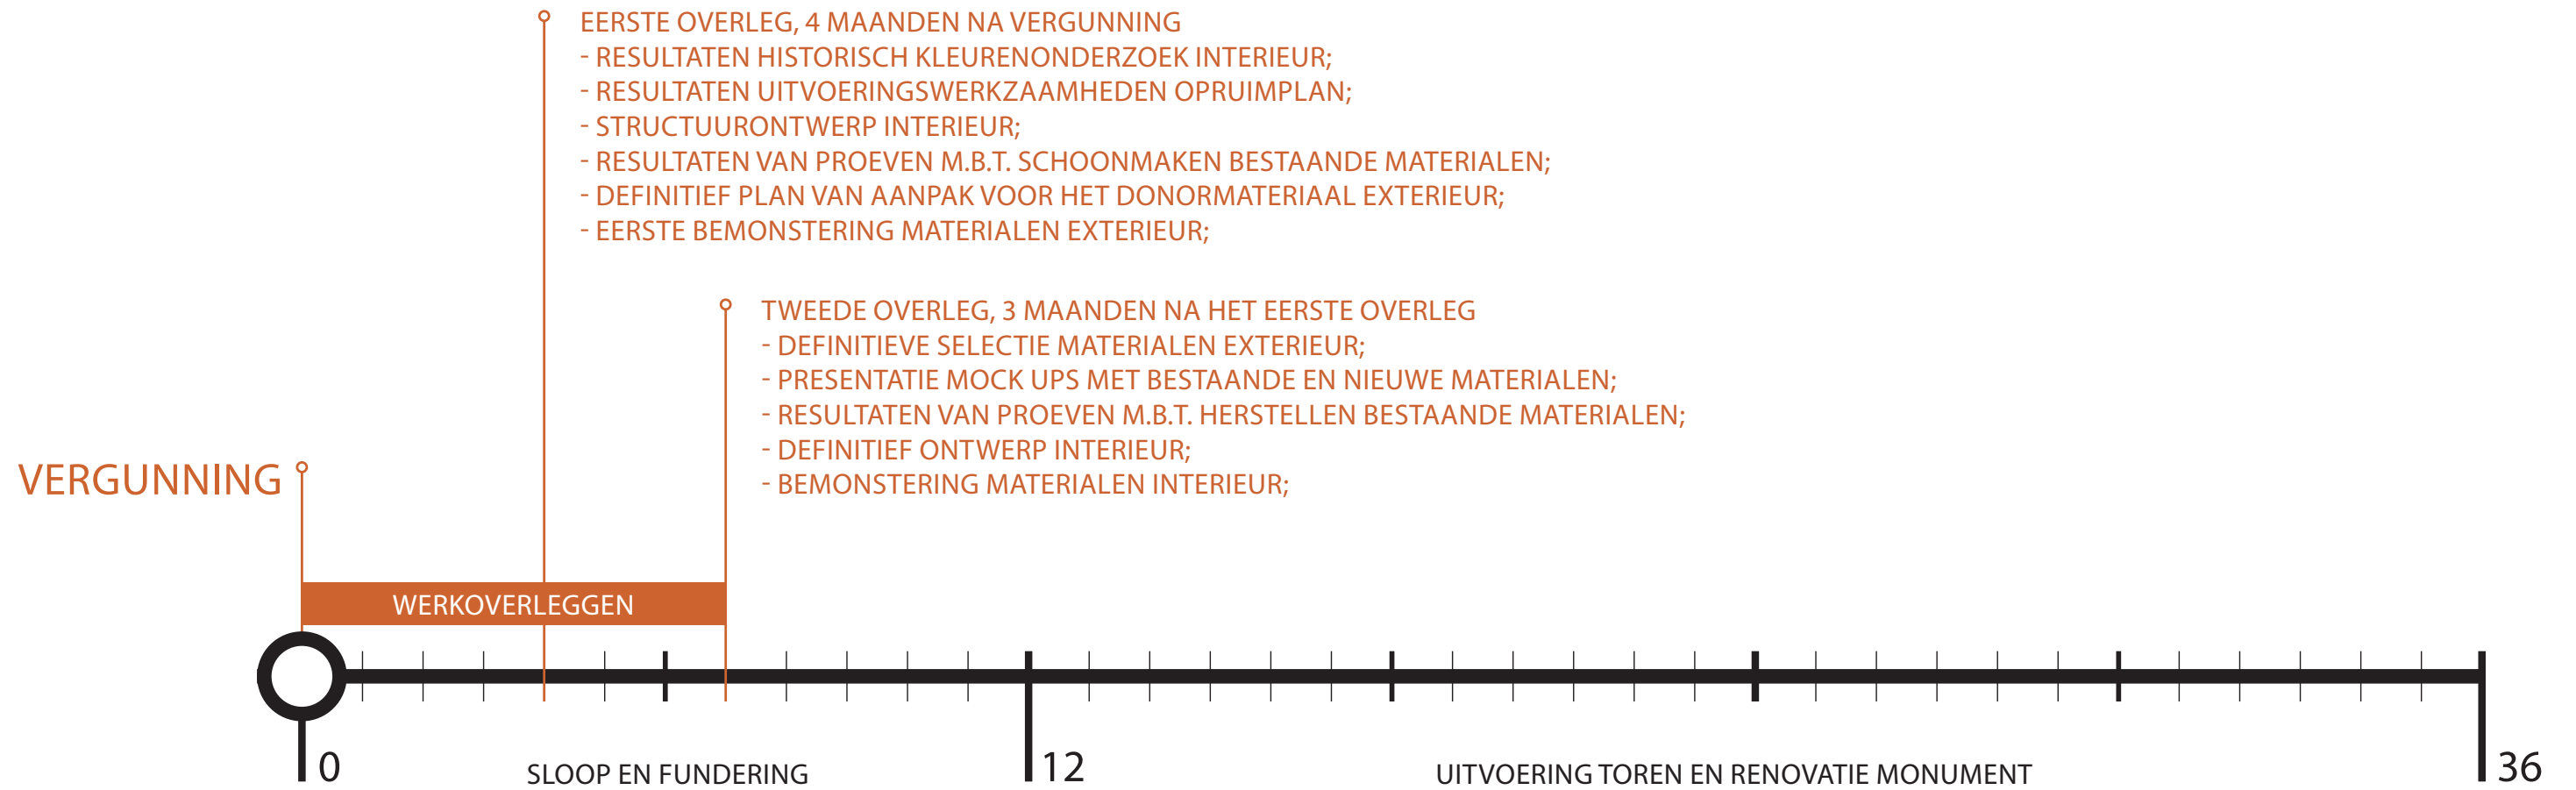 EERSTE OVERLEG, 4 MAANDEN NA VERGUNNING
- RESULTATEN HISTORISCH KLEURENONDERZOEK INTERIEUR;
- RESULTATEN UITVOERINGSWERKZAAMHEDEN OPRUIMPLAN;
- STRUCTUURONTWERP INTERIEUR;
- RESULTATEN VAN PROEVEN M.B.T. SCHOONMAKEN BESTAANDE MATERIALEN;
- DEFINITIEF PLAN VAN AANPAK VOOR HET DONORMATERIAAL EXTERIEUR;
- EERSTE BEMONSTERING MATERIALEN EXTERIEUR;
TWEEDE OVERLEG, 3 MAANDEN NA HET EERSTE OVERLEG
- DEFINITIEVE SELECTIE MATERIALEN EXTERIEUR;
- PRESENTATIE MOCK UPS MET BESTAANDE EN NIEUWE MATERIALEN;
- RESULTATEN VAN PROEVEN M.B.T. HERSTELLEN BESTAANDE MATERIALEN;
- DEFINITIEF ONTWERP INTERIEUR;
- BEMONSTERING MATERIALEN INTERIEUR;
VERGUNNING
WERKOVERLEGGEN
0
SLOOP EN FUNDERING
12
UITVOERING TOREN EN RENOVATIE MONUMENT
36